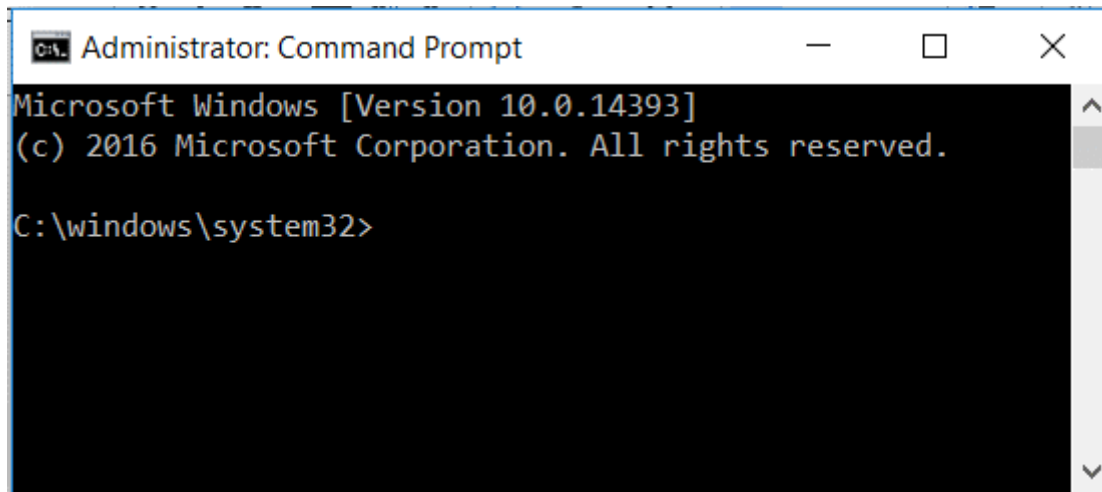 Administrator: Command Prompt
Microsoft Windows [Version 10.0.14393]
(c) 2016 Microsoft Corporation. All rights reserved.
C:\windows\system32>